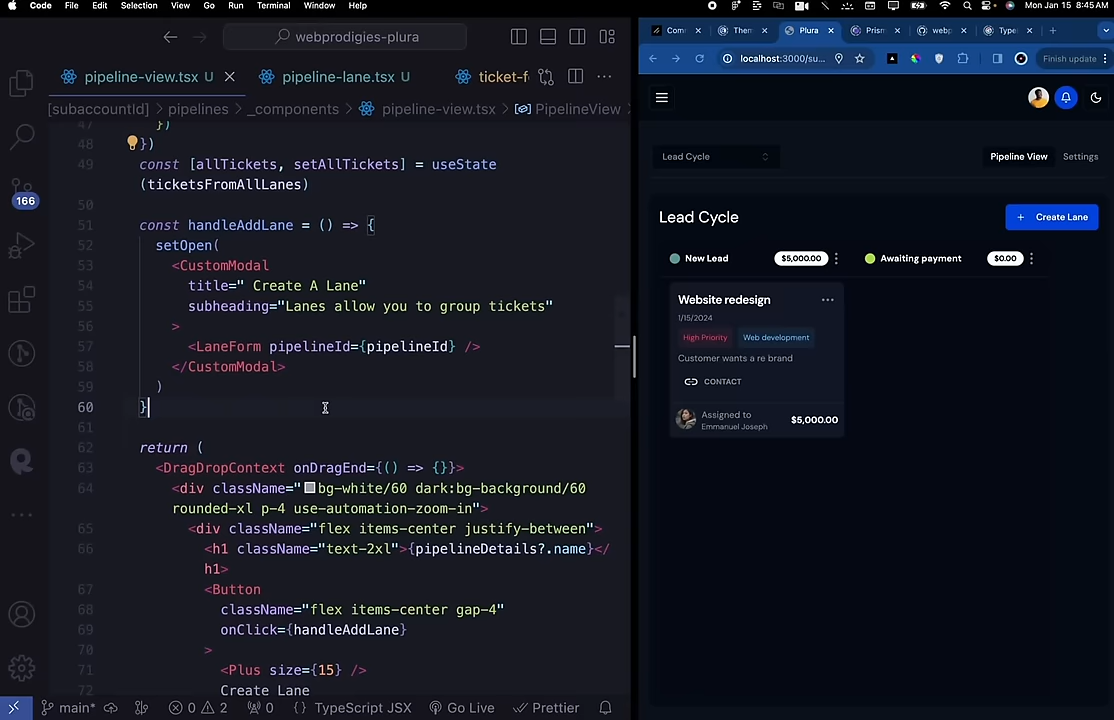 Code File Edit Selection View Go Run Terminal Window Help
Mon Jan 15 8:45 AM
webprodigies-plura
pipeline-view.tsx U
pipeline-lane.tsx U
ticket-f
[subaccountId] > pipelines > _components > pipeline-view.tsx > PipelineView
47 })
48 })
49 const [allTickets, setAllTickets] = useState
(ticketsFromAllLanes)
50
51 const handleAddLane = () => {
52 setOpen(
53 <CustomModal
54 title=" Create A Lane"
55 subheading="Lanes allow you to group tickets"
56 >
57 <LaneForm pipelineId={pipelineId} />
58 </CustomModal>
59 )
60 }
61
62 return (
63 <DragDropContext onDragEnd={() => {}}>
64 <div className="bg-white/60 dark:bg-background/60
rounded-xl p-4 use-automation-zoom-in">
65 <div className="flex items-center justify-between">
66 <h1 className="text-2xl">{pipelineDetails?.name}</
h1>
67 <Button
68 className="flex items-center gap-4"
69 onClick={handleAddLane}
70 >
71 <Plus size={15} />
72 Create Lane
166
main* 0 2 0 {} TypeScript JSX Go Live Prettier
Com
Them
Plura
Prism
webp
Type
localhost:3000/su...
Finish update
Lead Cycle
Pipeline View
Settings
Lead Cycle
+ Create Lane
New Lead
$5,000.00
Awaiting payment
$0.00
Website redesign
1/15/2024
High Priority
Web development
Customer wants a re brand
CONTACT
Assigned to
Emmanuel Joseph
$5,000.00